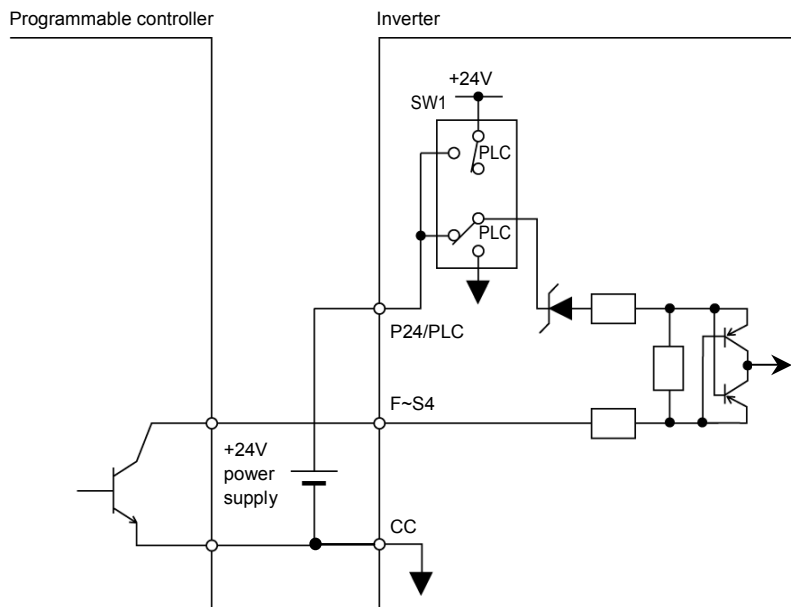 Programmable controller
Inverter
+24V
SW1
PLC
PLC
P24/PLC
F~S4
+24V
power
supply
CC